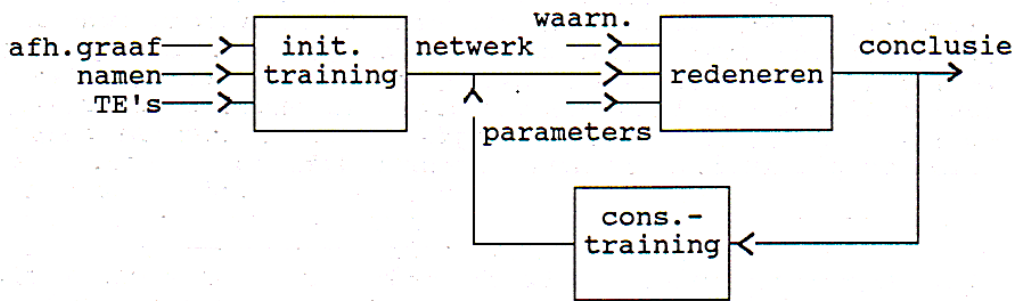 waarn.
afh.graaf
init.
netwerk
conclusie
namen
training
redeneren
TE's
parameters
cons.-
training